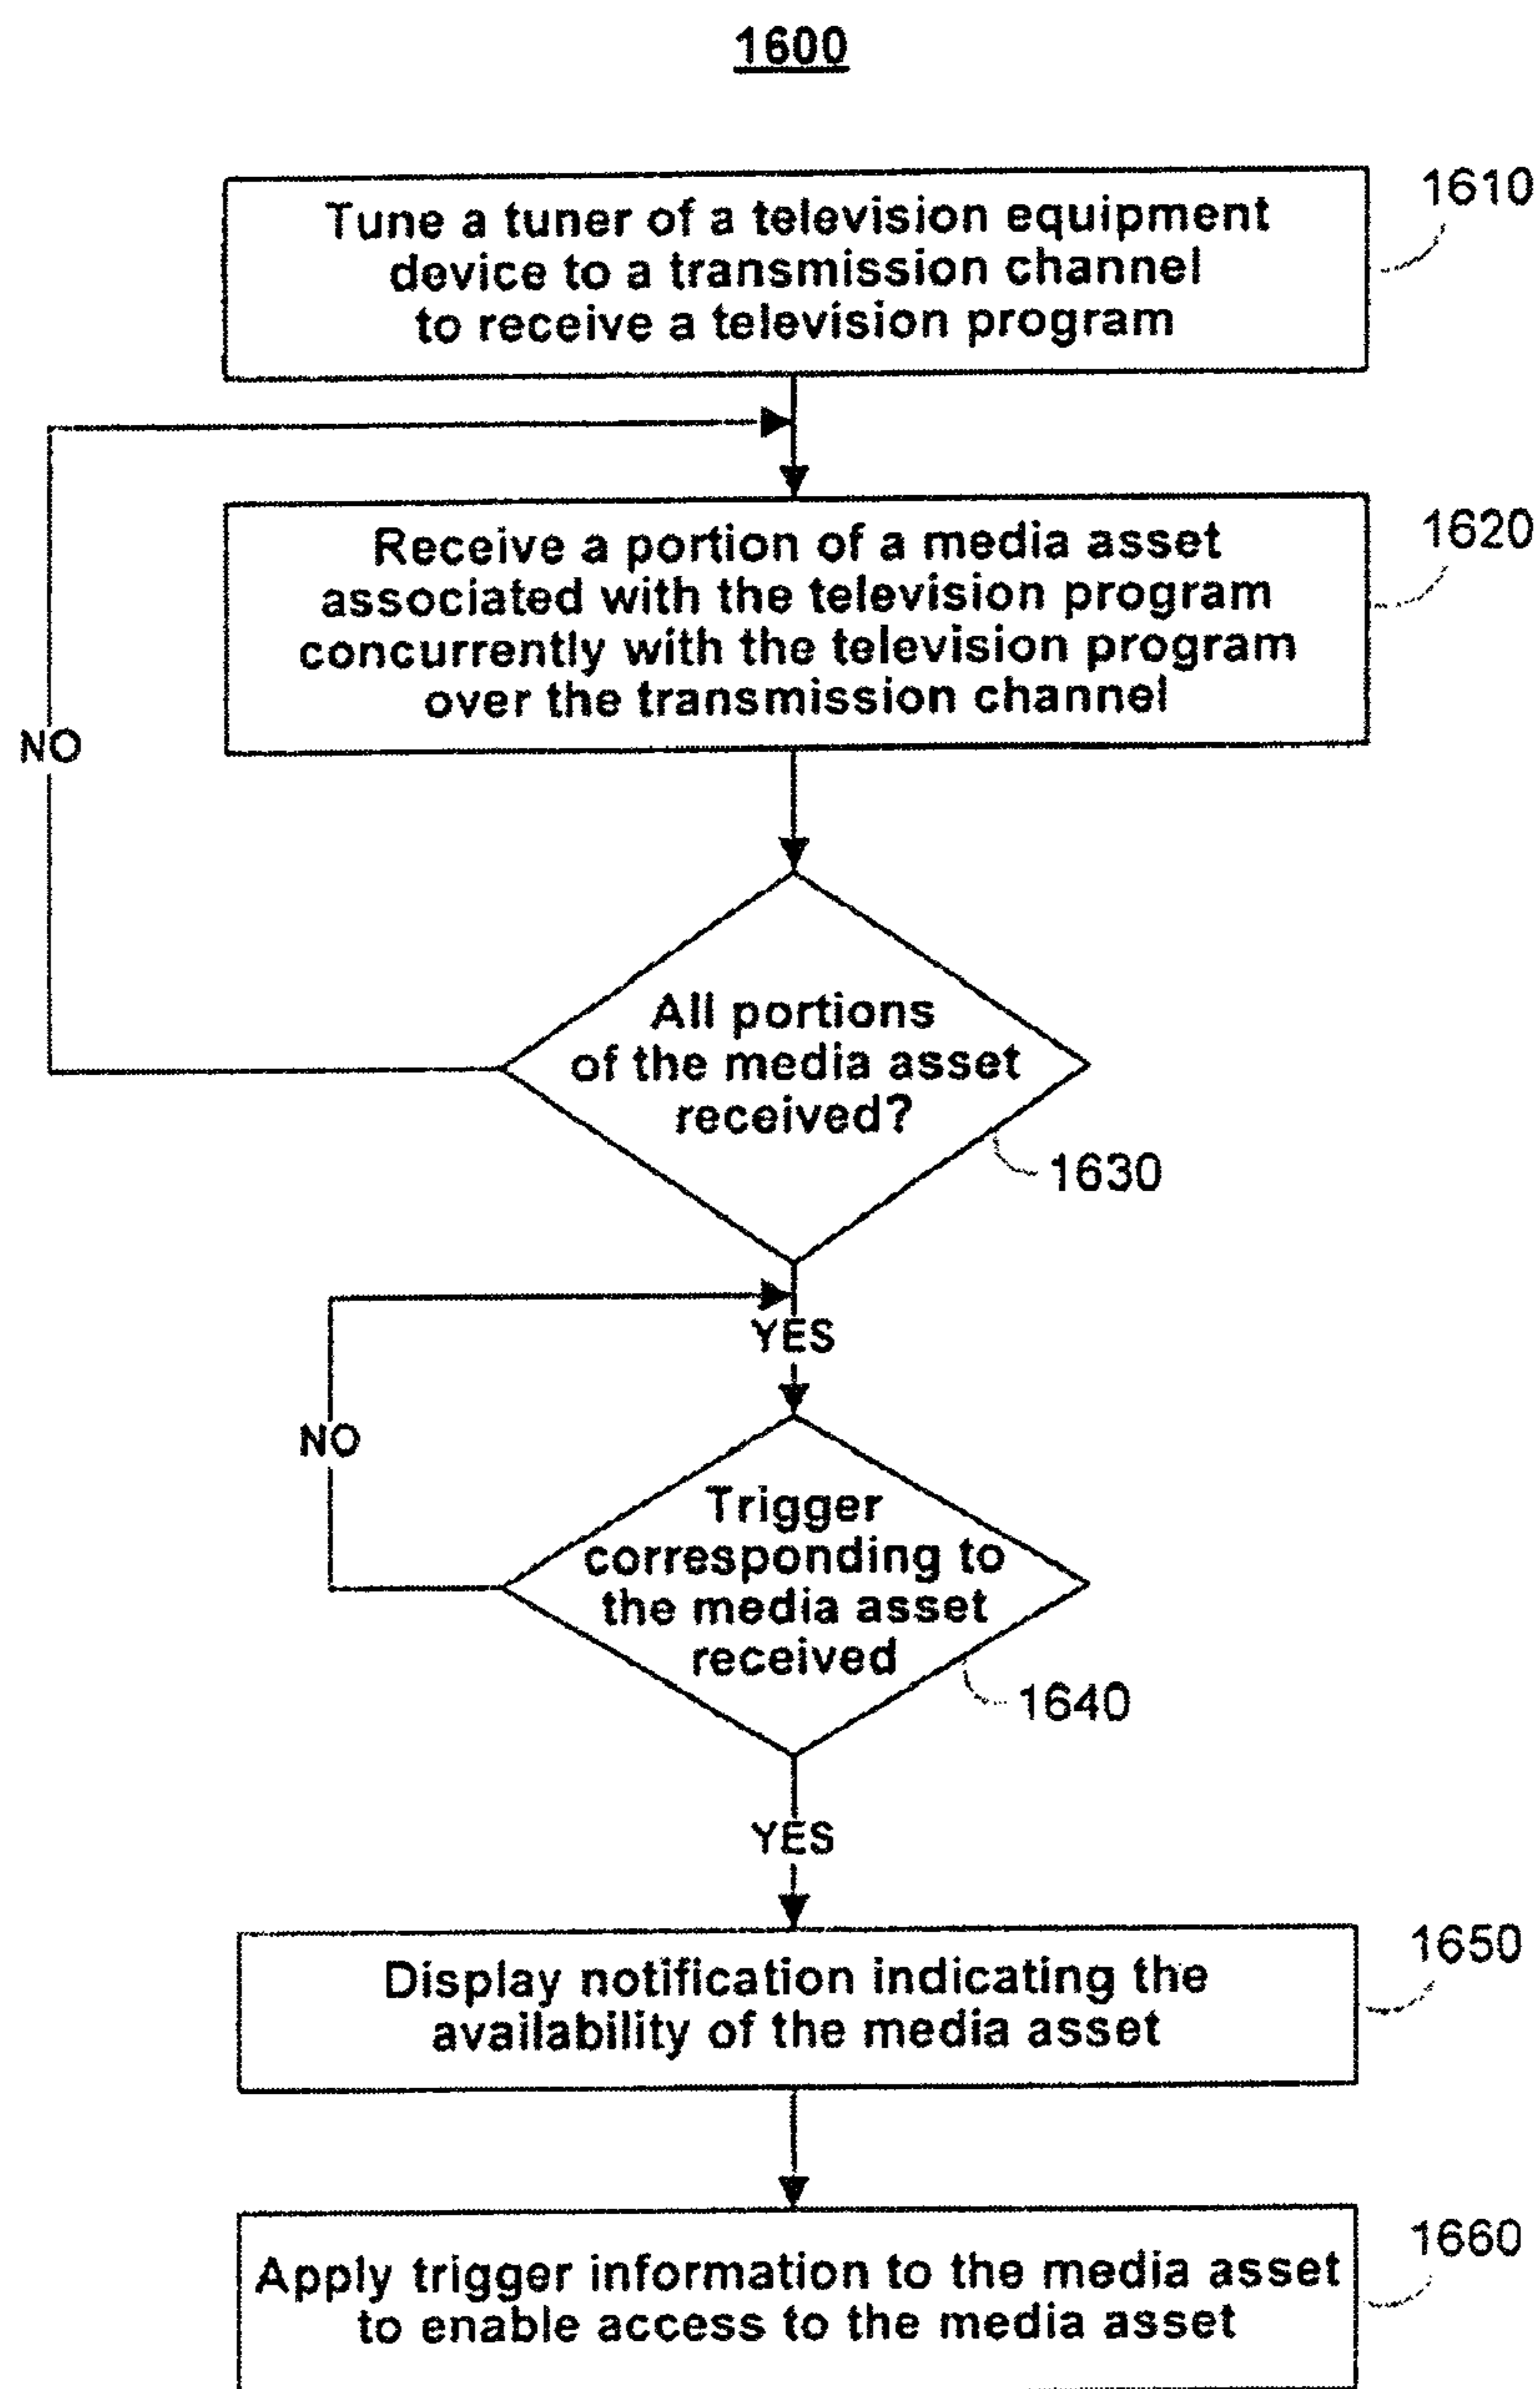 1600
Tune a tuner of a television equipment
device to a transmission channel
to receive a television program
1610
Receive a portion of a media asset
associated with the television program
concurrently with the television program
over the transmission channel
1620
NO
All portions
of the media asset
received?
1630
YES
NO
Trigger
corresponding to
the media asset
received
1640
YES
Display notification indicating the
availability of the media asset
1650
Apply trigger information to the media asset
to enable access to the media asset
1660